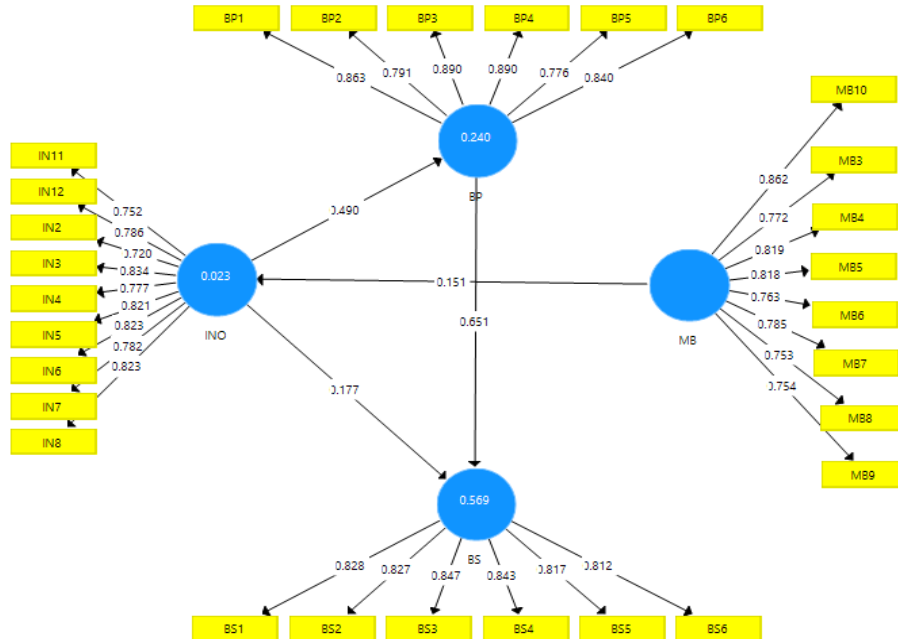 BP1 BP2 BP3 BP4 BP5 BP6
0.863 0.791 0.890 0.890 0.776 0.840
0.240
BP
MB10
MB3
MB4
MB5
MB6
MB7
MB8
MB9
0.862
0.772
0.819
0.818
0.763
0.785
0.753
0.754
MB
IN11
IN12
IN2
IN3
IN4
IN5
IN6
IN7
IN8
0.752
0.786
0.720
0.834
0.777
0.821
0.823
0.782
0.823
0.023
INO
0.490
0.151
0.651
0.177
0.569
BS
0.828 0.827 0.847 0.843 0.817 0.812
BS1 BS2 BS3 BS4 BS5 BS6